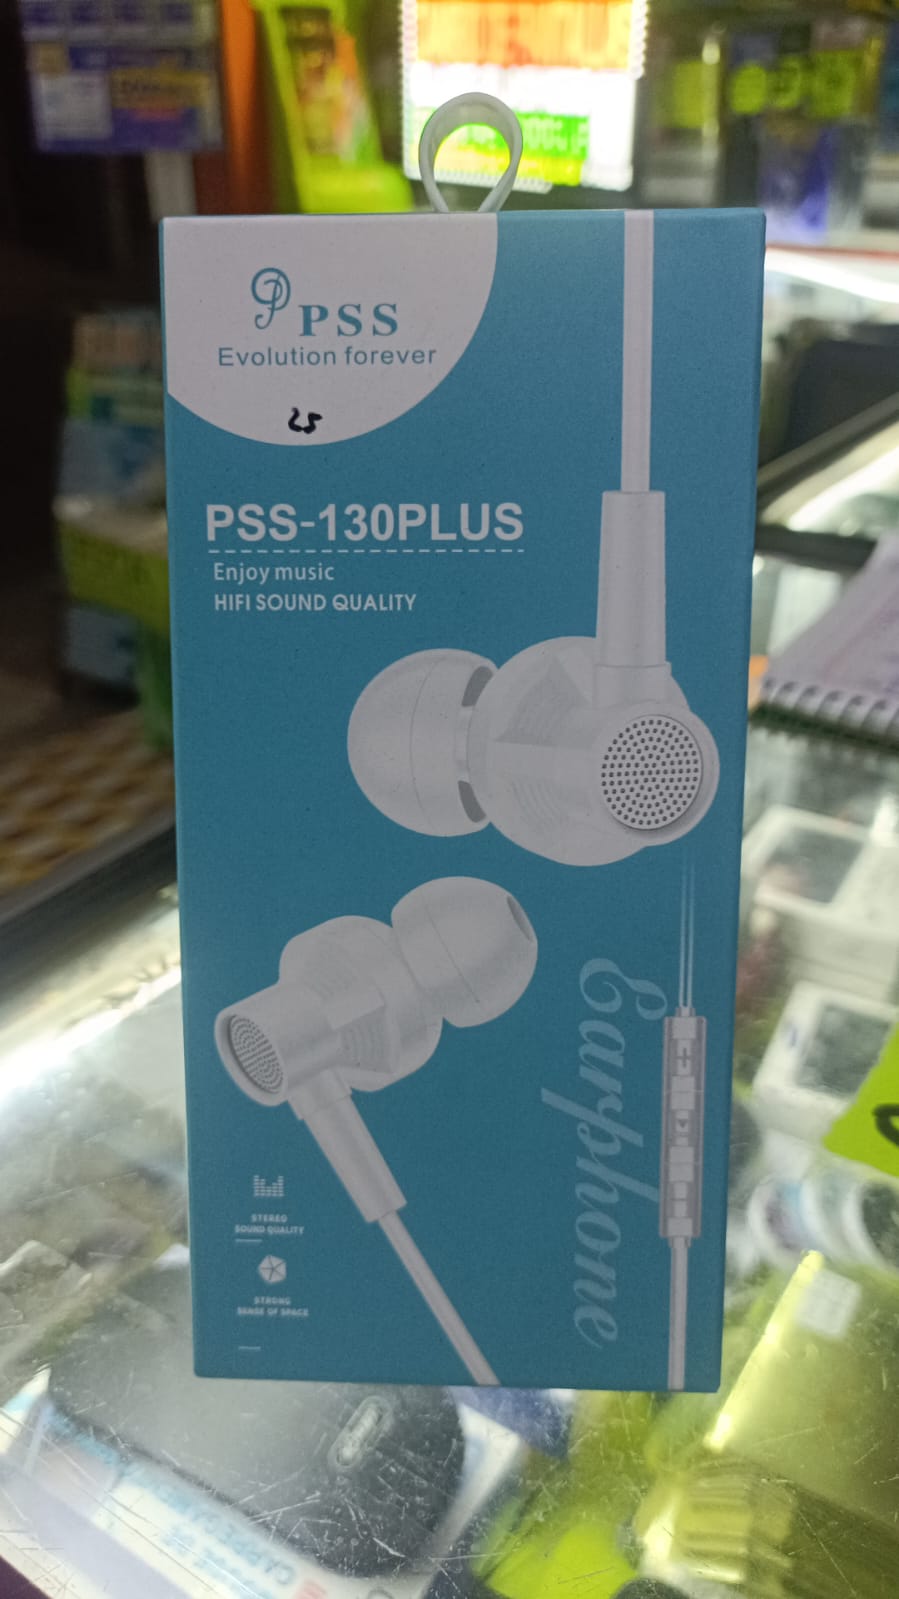 PSS
Evolution forever
25
PSS-130PLUS
Enjoy music
HIFI SOUND QUALITY
Earphone
STEREO
SOUND QUALITY
STRONG
SENSE OF SPACE